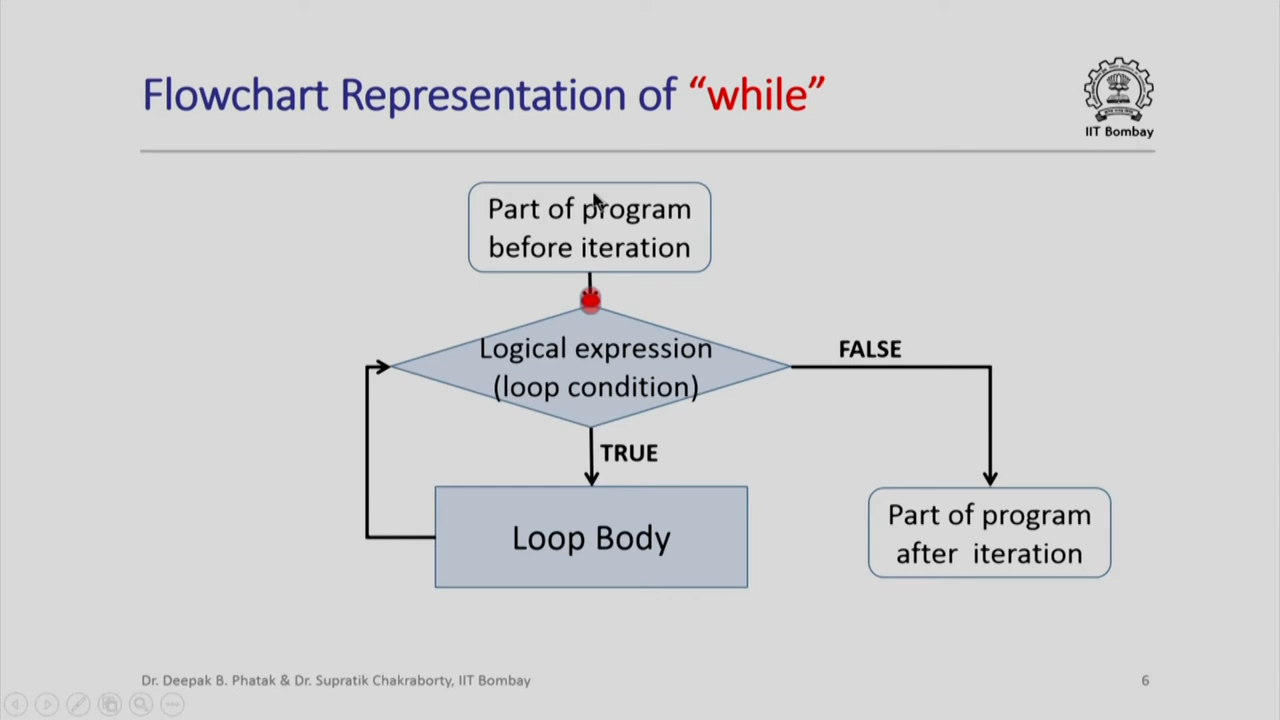 Flowchart Representation of “while”
IIT Bombay
Part of program
before iteration
Logical expression
(loop condition)
FALSE
TRUE
Loop Body
Part of program
after iteration
Dr. Deepak B. Phatak & Dr. Supratik Chakraborty, IIT Bombay
6